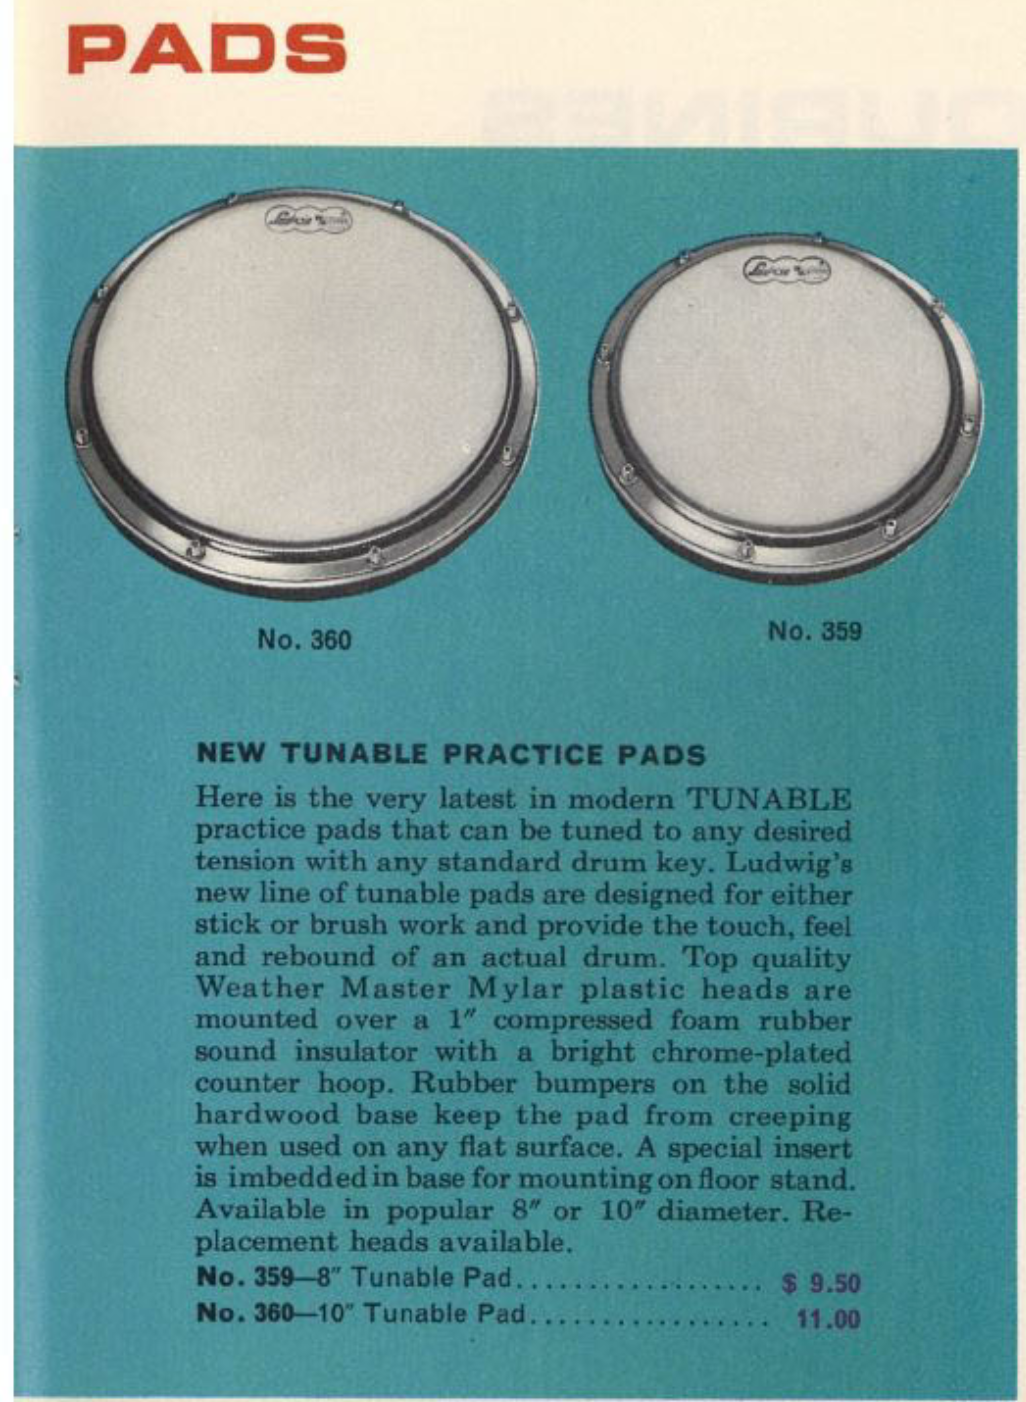 PADS
No. 360
No. 359
NEW TUNABLE PRACTICE PADS
Here is the very latest in modern TUNABLE
practice pads that can be tuned to any desired
tension with any standard drum key. Ludwig's
new line of tunable pads are designed for either
stick or brush work and provide the touch, feel
and rebound of an actual drum. Top quality
Weather Master Mylar plastic heads are
mounted over a 1″ compressed foam rubber
sound insulator with a bright chrome-plated
counter hoop. Rubber bumpers on the solid
hardwood base keep the pad from creeping
when used on any flat surface. A special insert
is imbedded in base for mounting on floor stand.
Available in popular 8″ or 10″ diameter. Re-
placement heads available.
No. 359—8″ Tunable Pad.................. $ 9.50
No. 360—10″ Tunable Pad................. 11.00